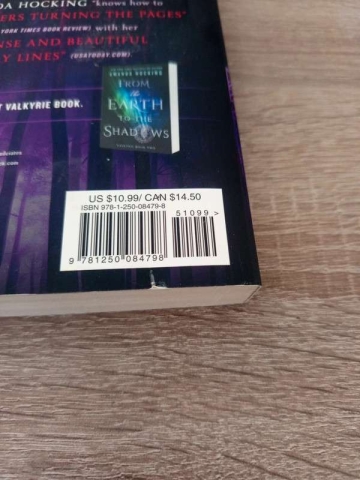 DA HOCKING "knows how to
ERS TURNING THE PAGES"
YORK TIMES BOOK REVIEW) with her
NSE AND BEAUTIFUL
Y LINES" (USATODAY.COM).
T VALKYRIE BOOK.
AMANDA HOCKING
FROM
the
EARTH
TO THE
SHADOWS
US $10.99/ CAN $14.50
ISBN 978-1-250-08479-8
51099>
9 781250 084798